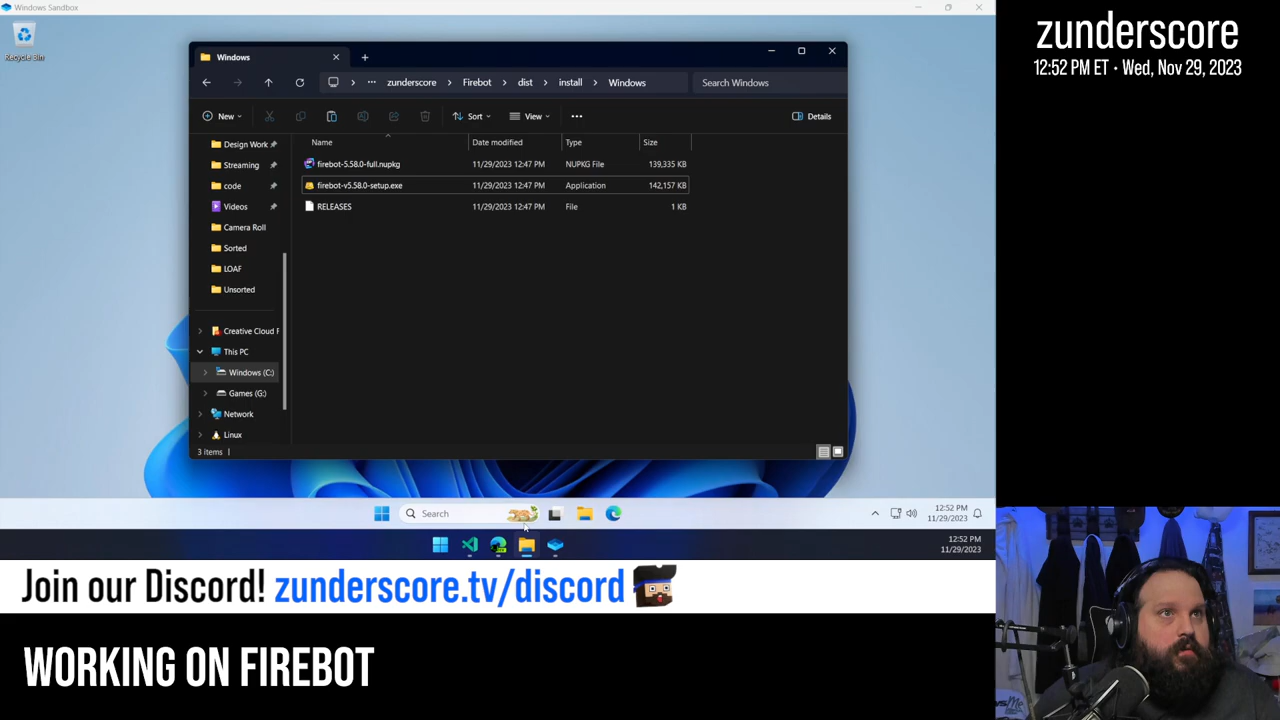 Windows Sandbox
zunderscore
12:52 PM ET • Wed, Nov 29, 2023
Recycle Bin
Windows
zunderscore > Firebot > dist > install > Windows
Search Windows
New
Sort
View
Details
Name Date modified Type Size
Design Work
Streaming
code
Videos
Camera Roll
Sorted
LOAF
Unsorted
Creative Cloud F
This PC
Windows (C:)
Games (G:)
Network
Linux
firebot-5.58.0-full.nupkg 11/29/2023 12:47 PM NUPKG File 139,335 KB
firebot-v5.58.0-setup.exe 11/29/2023 12:47 PM Application 142,157 KB
RELEASES 11/29/2023 12:47 PM File 1 KB
3 items
Search
12:52 PM
11/29/2023
12:52 PM
11/29/2023
Join our Discord! zunderscore.tv/discord
WORKING ON FIREBOT